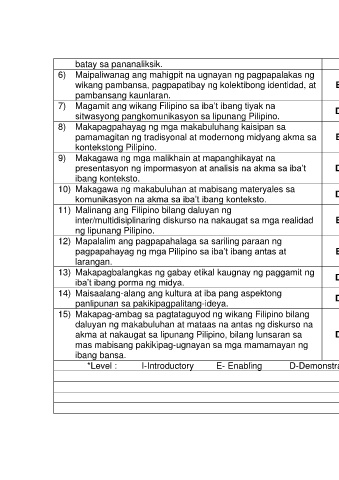 batay sa pananaliksik.
6) Maipaliwanag ang mahigpit na ugnayan ng pagpapalakas ng
wikang pambansa, pagpapatibay ng kolektibong identidad, at
pambansang kaunlaran.
7) Magamit ang wikang Filipino sa iba't ibang tiyak na
sitwasyong pangkomunikasyon sa lipunang Pilipino.
8) Makapagpahayag ng mga makabuluhang kaisipan sa
pamamagitan ng tradisyonal at modernong midyang akma sa
kontekstong Pilipino.
9) Makagawa ng mga malikhain at mapanghikayat na
presentasyon ng impormasyon at analisis na akma sa iba't
ibang konteksto.
10) Makagawa ng makabuluhan at mabisang materyales sa
komunikasyon na akma sa iba't ibang konteksto.
11) Malinang ang Filipino bilang daluyan ng
inter/multidisiplinaring diskurso na nakaugat sa mga realidad
ng lipunang Pilipino.
12) Mapalalim ang pagpapahalaga sa sariling paraan ng
pagpapahayag ng mga Pilipino sa iba't ibang antas at
larangan.
13) Makapagbalangkas ng gabay etikal kaugnay ng paggamit ng
iba't ibang porma ng midya.
14) Maisaalang-alang ang kultura at iba pang aspektong
panlipunan sa pakikipagpalitang-ideya.
15) Makapag-ambag sa pagtataguyod ng wikang Filipino bilang
daluyan ng makabuluhan at mataas na antas ng diskurso na
akma at nakaugat sa lipunang Pilipino, bilang lunsaran sa
mas mabisang pakikipag-ugnayan sa mga mamamayan ng
ibang bansa.
*Level : I-Introductory E- Enabling D-Demonstra